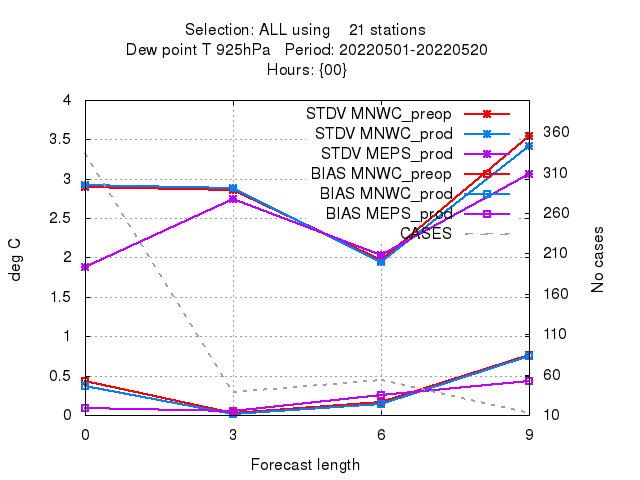 Selection: ALL using    21 stations
Dew point T 925hPa   Period: 20220501-20220520
Hours: {00}
STDV MNWC_preop
STDV MNWC_prod
STDV MEPS_prod
BIAS MNWC_preop
BIAS MNWC_prod
BIAS MEPS_prod
CASES
4
3.5
3
2.5
2
1.5
1
0.5
0
deg C
360
310
260
210
160
110
60
10
No cases
0 3 6 9
Forecast length